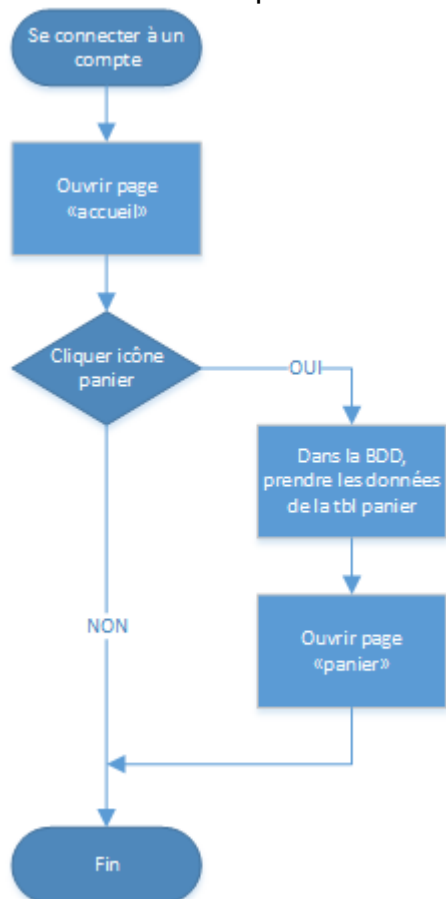 Se connecter à un
compte
Ouvrir page
«accueil»
Cliquer icône
panier
OUI
Dans la BDD,
prendre les données
de la tbl panier
NON
Ouvrir page
«panier»
Fin